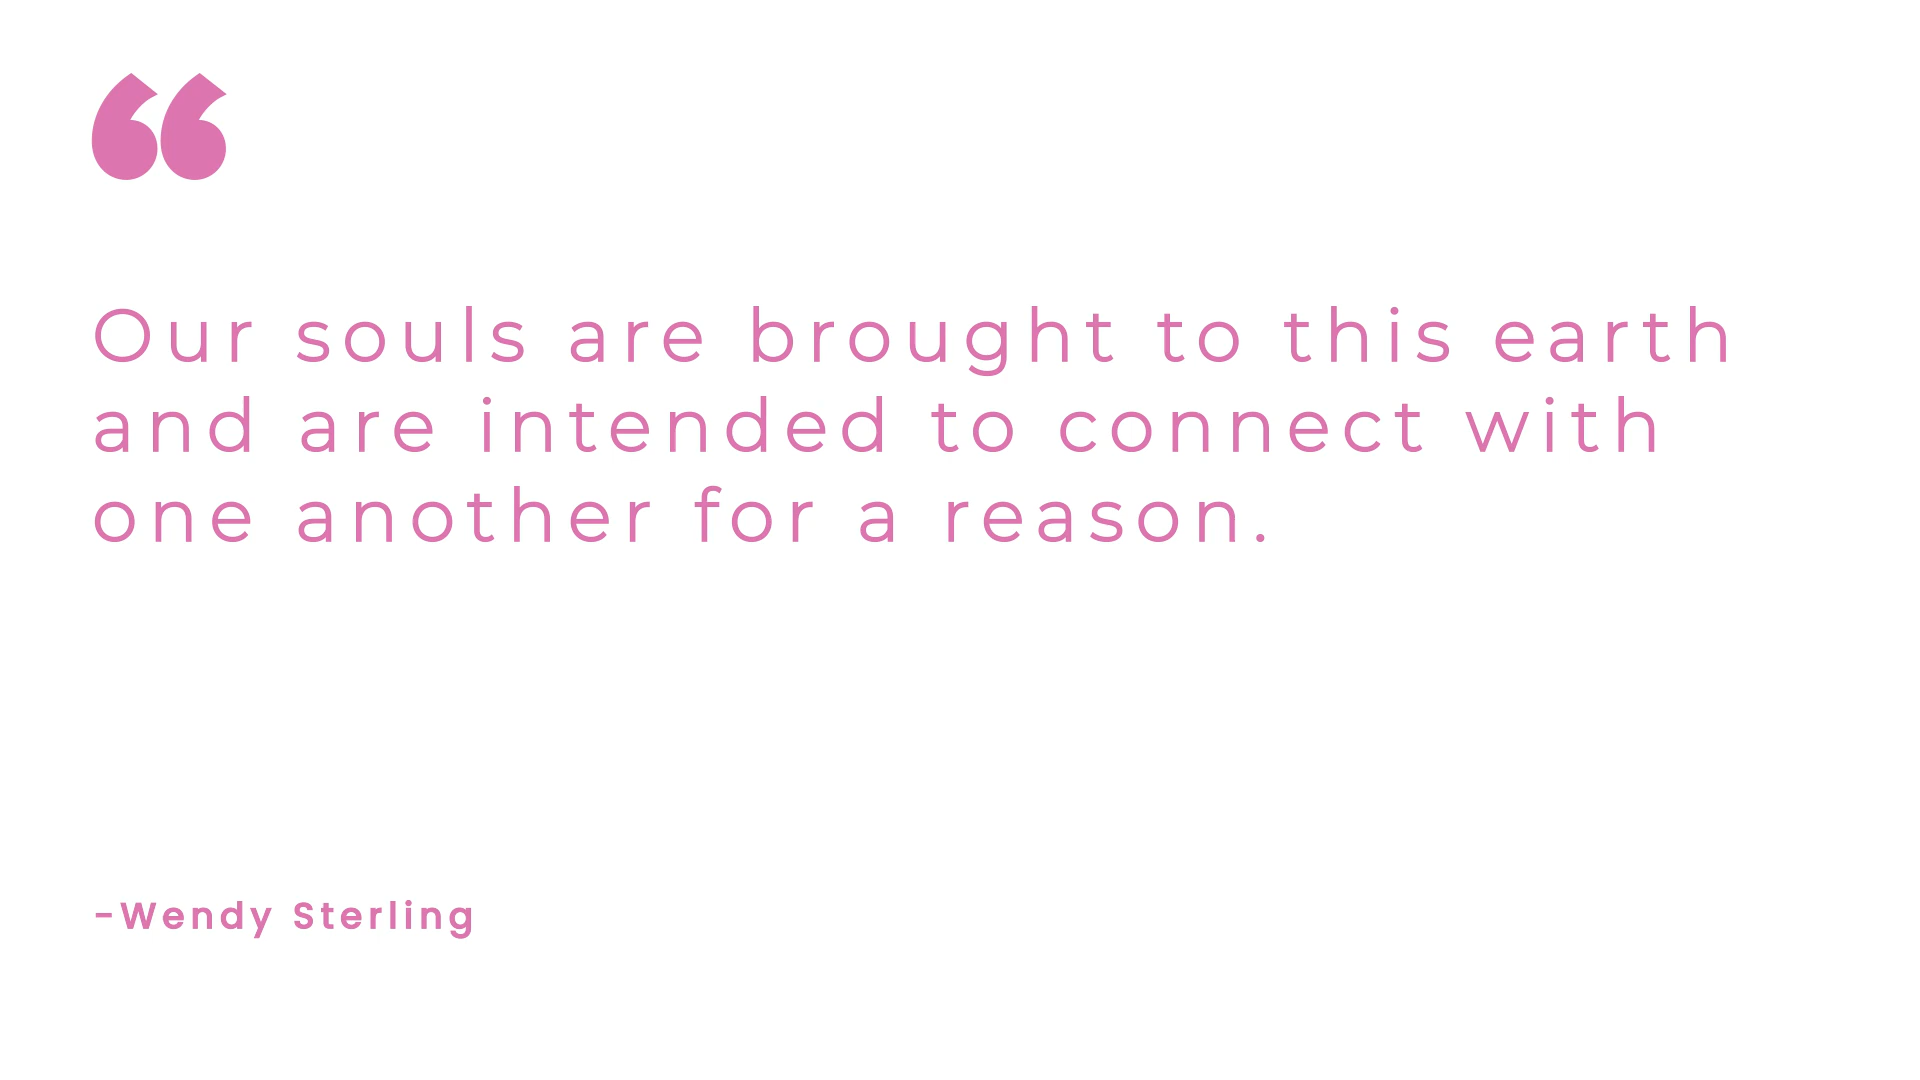 “
Our souls are brought to this earth
and are intended to connect with
one another for a reason.
-Wendy Sterling